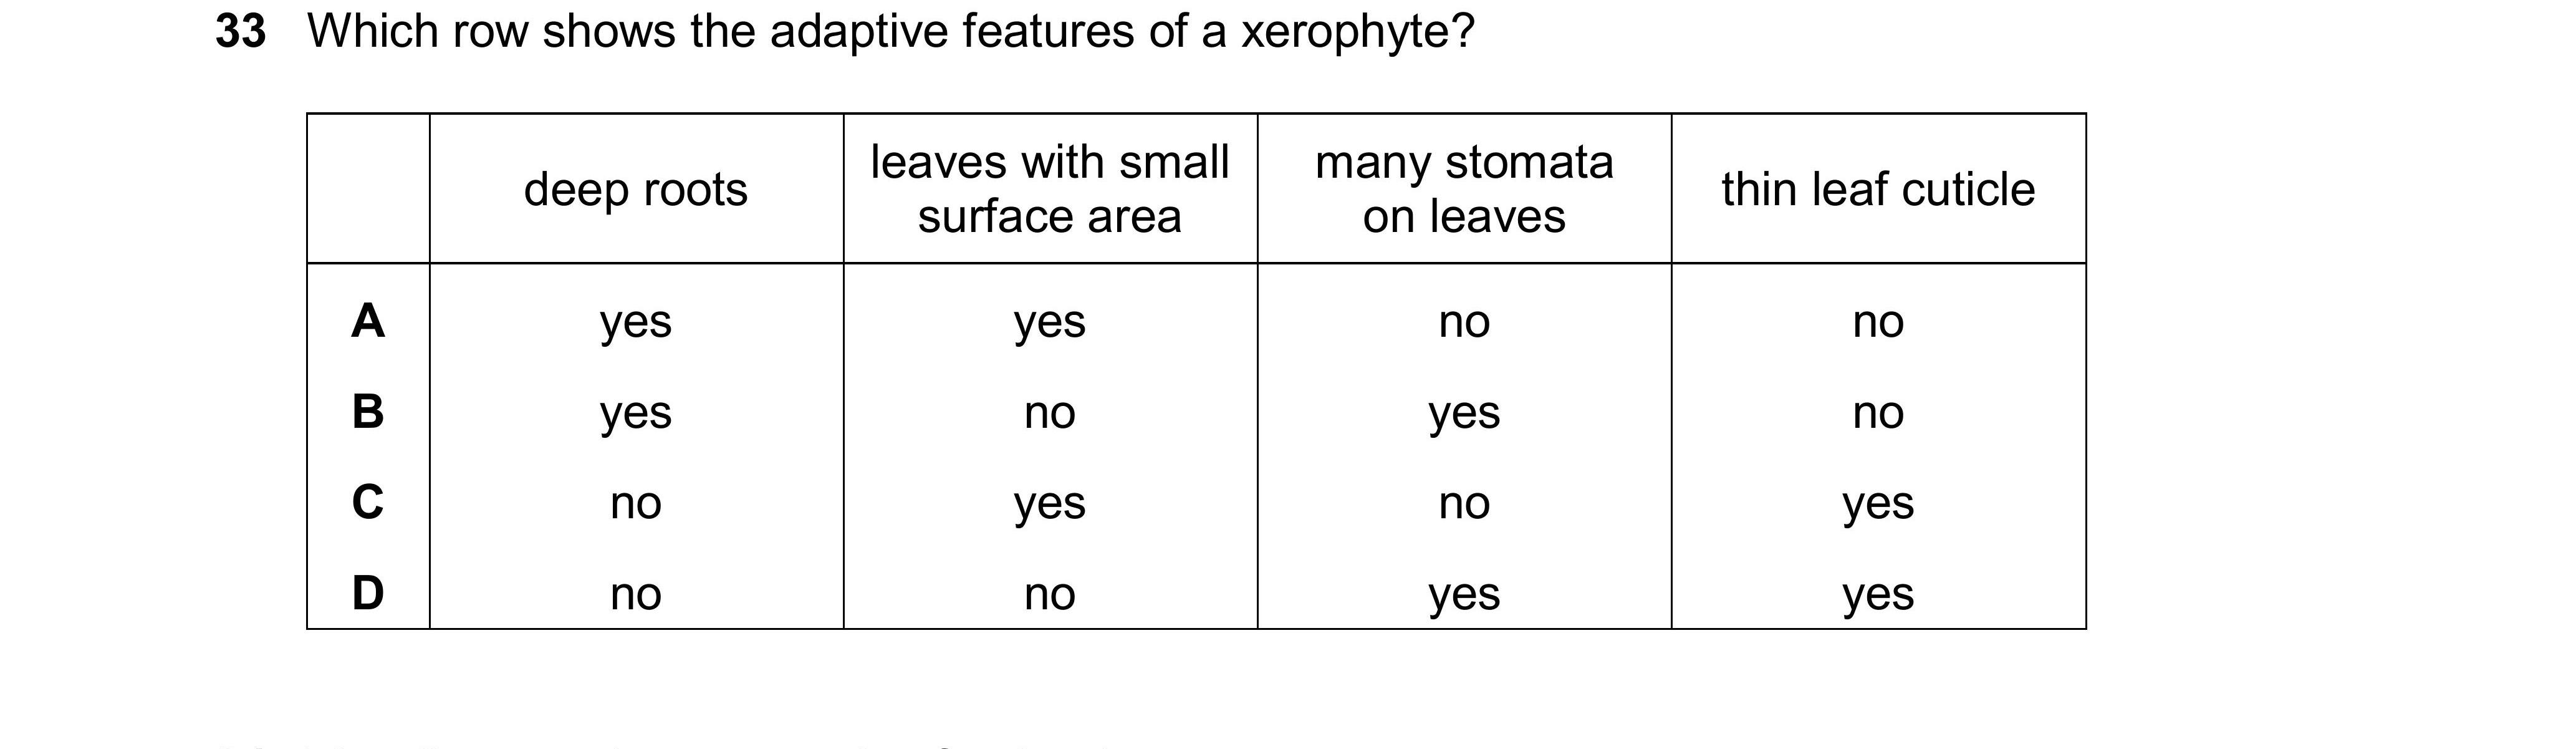 33 Which row shows the adaptive features of a xerophyte?
deep roots
leaves with small
surface area
many stomata
on leaves
thin leaf cuticle
A yes yes no no
B yes no yes no
C no yes no yes
D no no yes yes